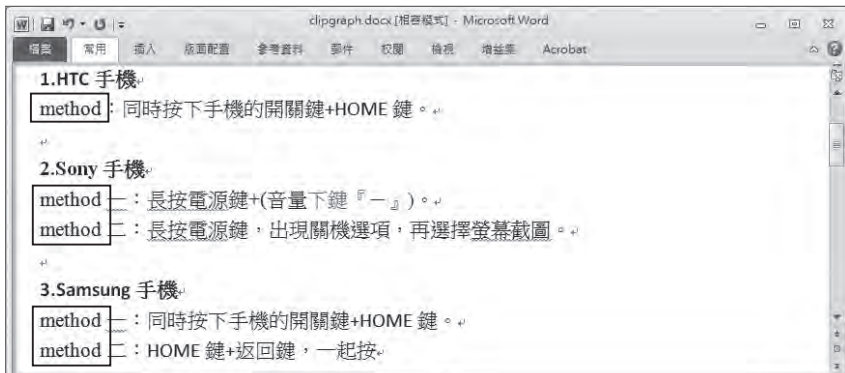 clipgraph.docx [相容模式] - Microsoft Word
檔案 常用 插入 版面配置 參考資料 郵件 校閱 檢視 增益集 Acrobat
1.HTC 手機
method：同時按下手機的開關鍵+HOME 鍵。
2.Sony 手機
method 一：長按電源鍵+(音量下鍵『－』)。
method 二：長按電源鍵，出現關機選項，再選擇螢幕截圖。
3.Samsung 手機
method 一：同時按下手機的開關鍵+HOME 鍵。
method 二：HOME 鍵+返回鍵，一起按